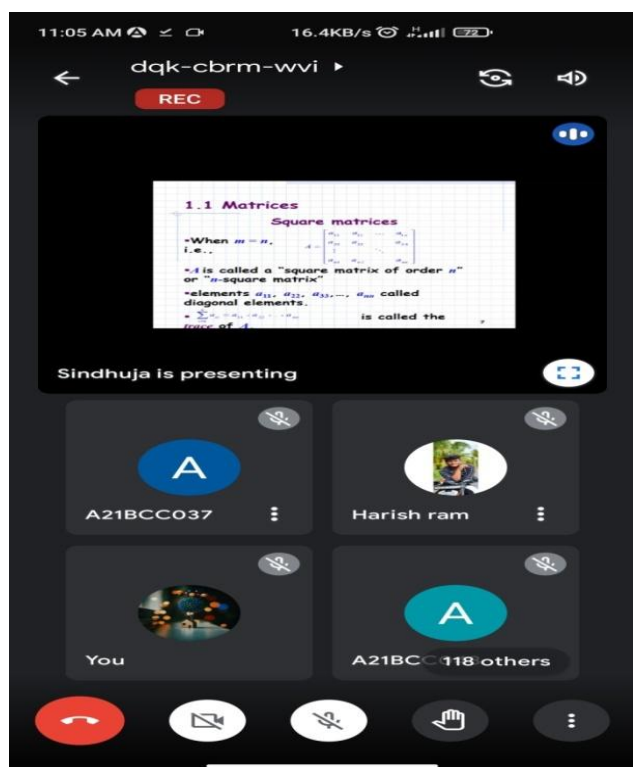 11:05 AM
16.4KB/s
72
dqk-cbrm-wvi
REC
1.1 Matrices
Square matrices
•When m = n,
i.e.,
A =
•A is called a "square matrix of order n"
or "n-square matrix"
•elements a11, a22, a33,…, ann called
diagonal elements.
is called the
trace of A.
7
Sindhuja is presenting
A
A21BCC037
Harish ram
You
A
A21BC
118 others